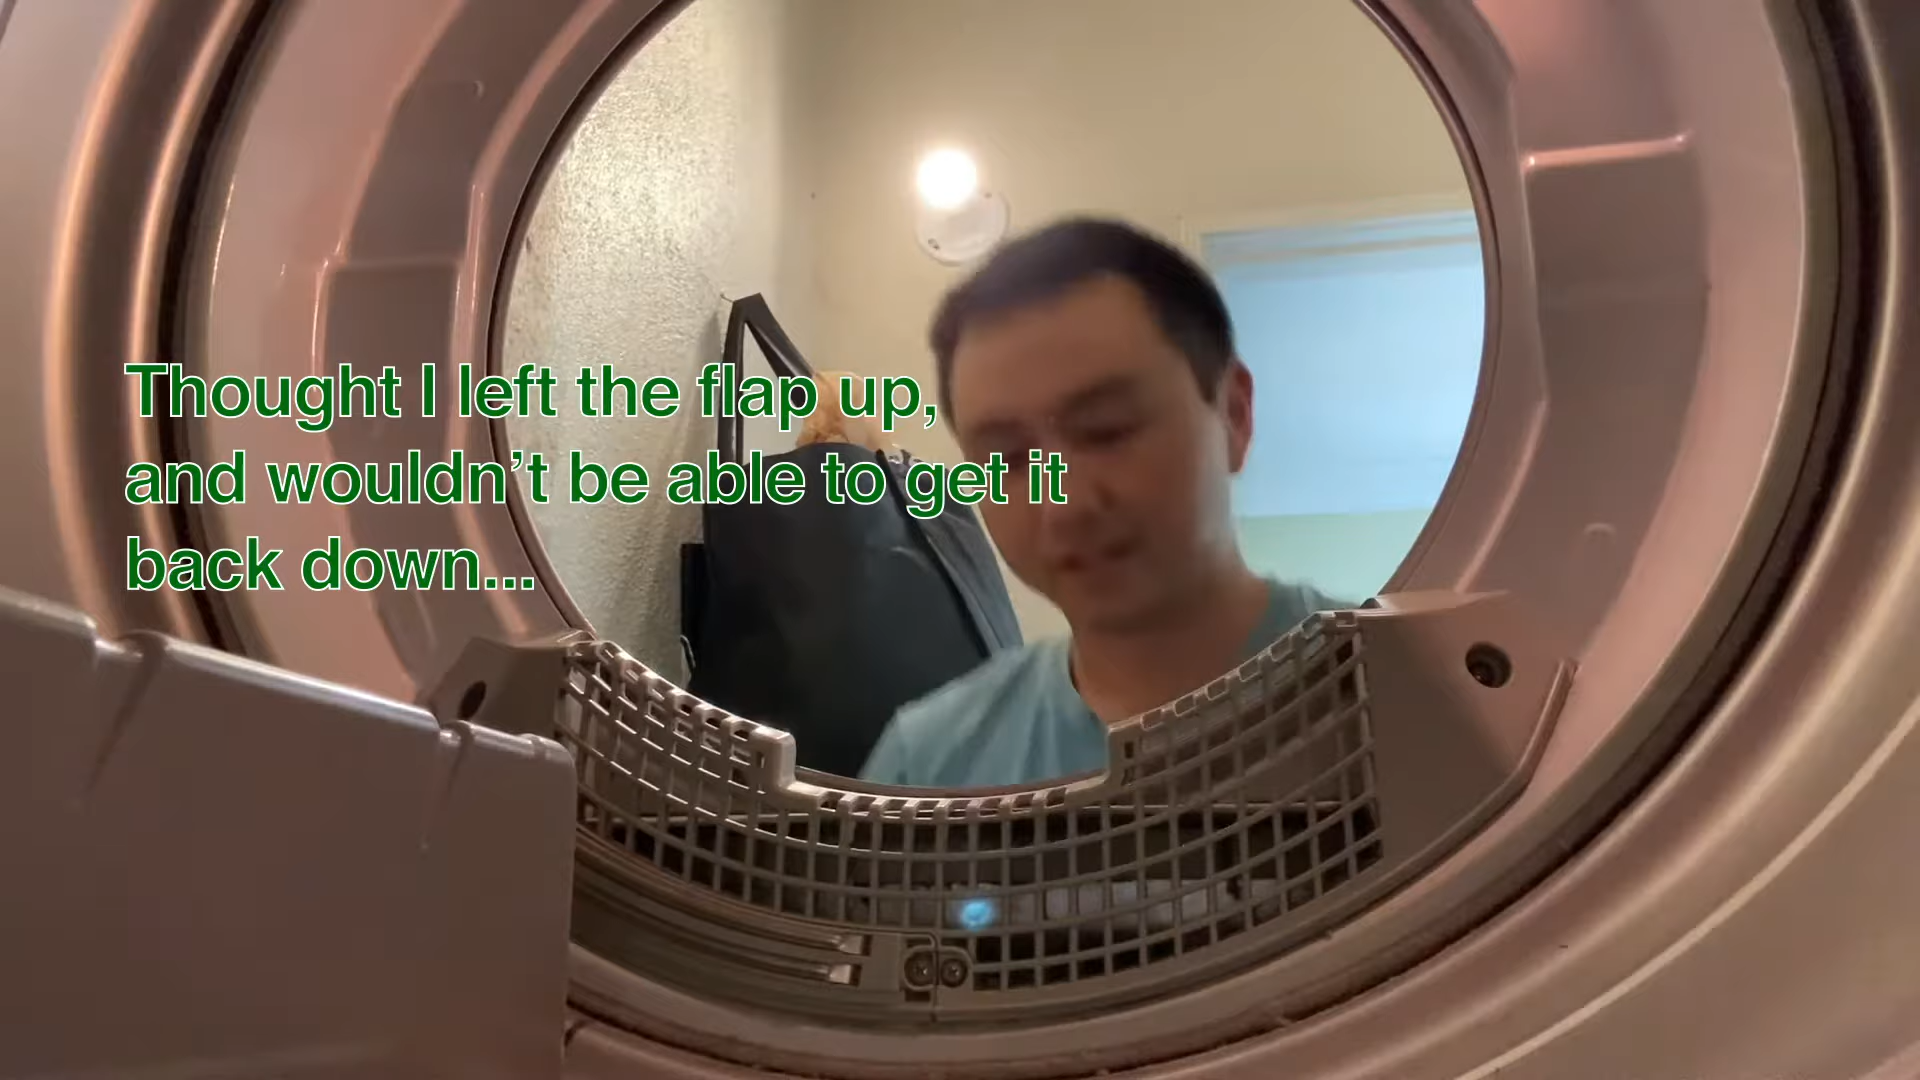 Thought I left the flap up,
and wouldn’t be able to get it
back down...